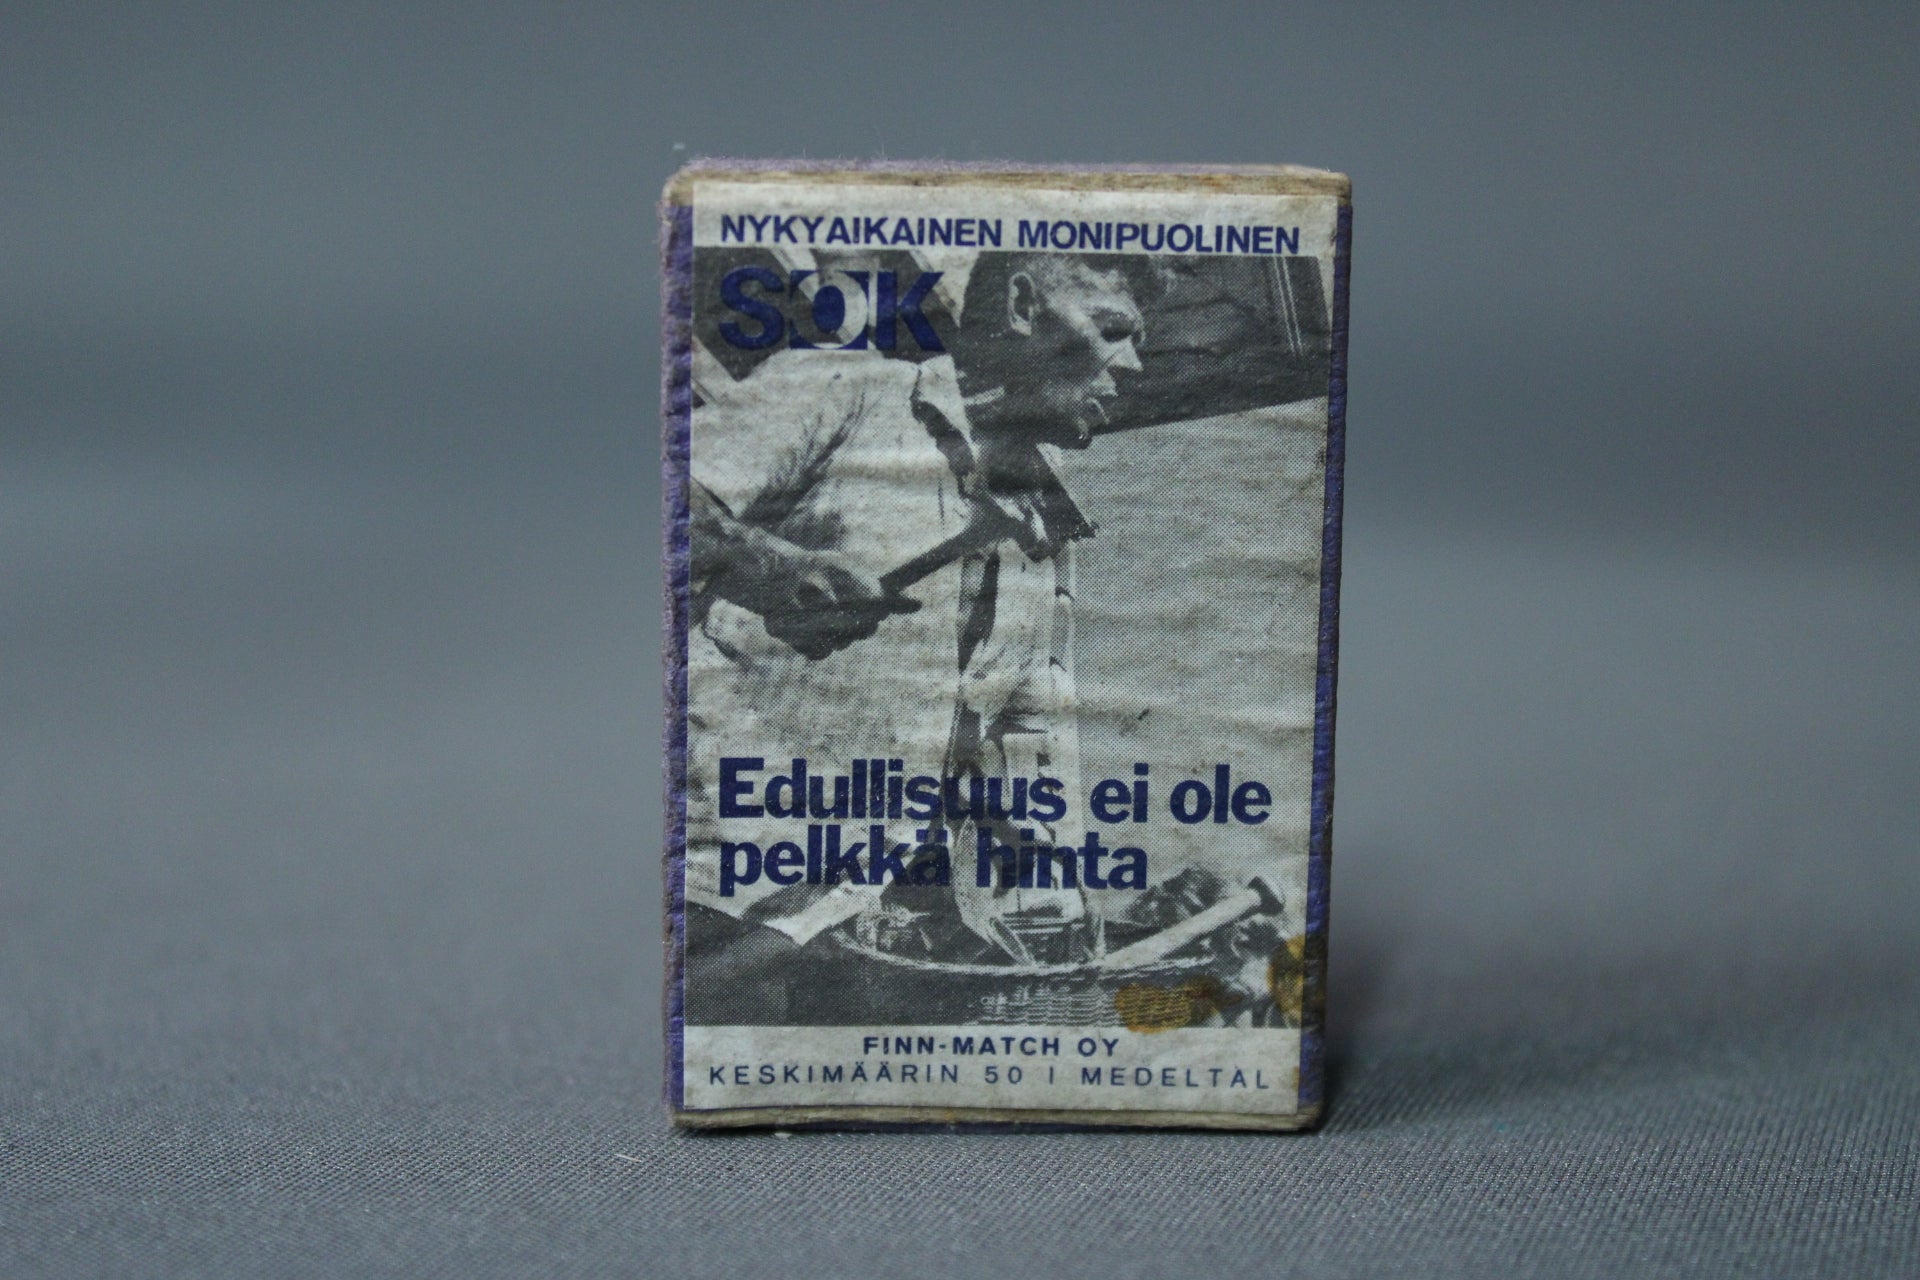 NYKYAIKAINEN MONIPUOLINEN
SOK
Edullisuus ei ole
pelkkä hinta
FINN-MATCH OY
KESKIMÄÄRIN 50 I MEDELTAL